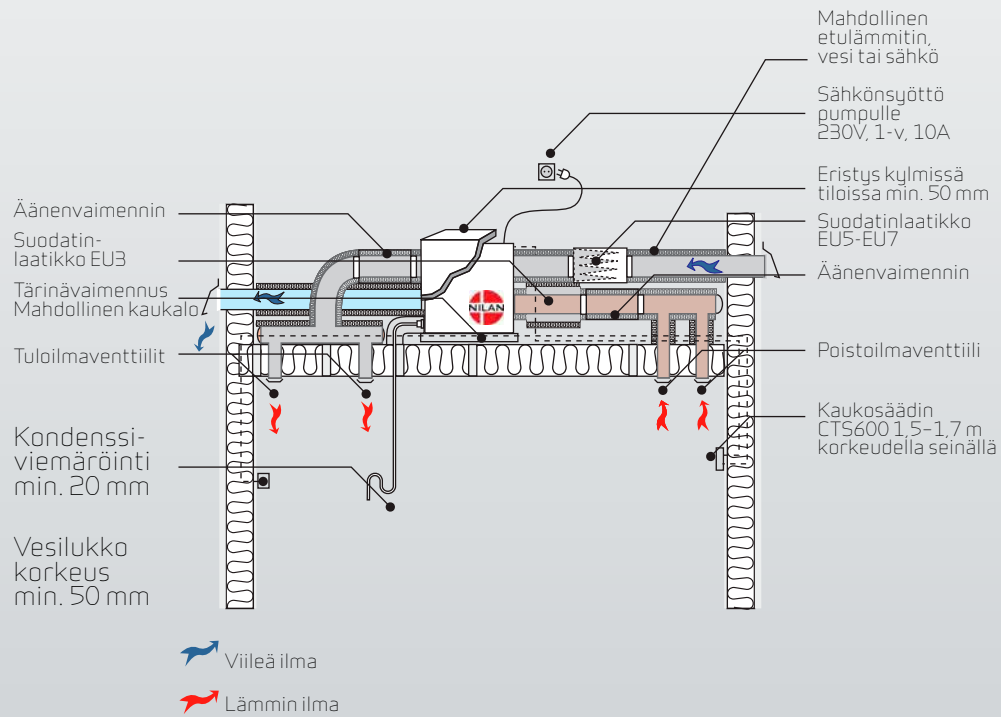 Mahdollinen
etulämmitin,
vesi tai sähkö
Sähkönsyöttö
pumpulle
230V, 1-v, 10A
Eristys kylmissä
tiloissa min. 50 mm
Suodatinlaatikko
EU5-EU7
Äänenvaimennin
Äänenvaimennin
Suodatin-
laatikko EU3
Tärinävaimennus
Mahdollinen kaukalo
NILAN
Tuloilmaventtiilit
Poistoilmaventtiili
Kaukosäädin
CTS600 1,5–1,7 m
korkeudella seinällä
Kondenssi-
viemäröinti
min. 20 mm
Vesilukko
korkeus
min. 50 mm
Viileä ilma
Lämmin ilma